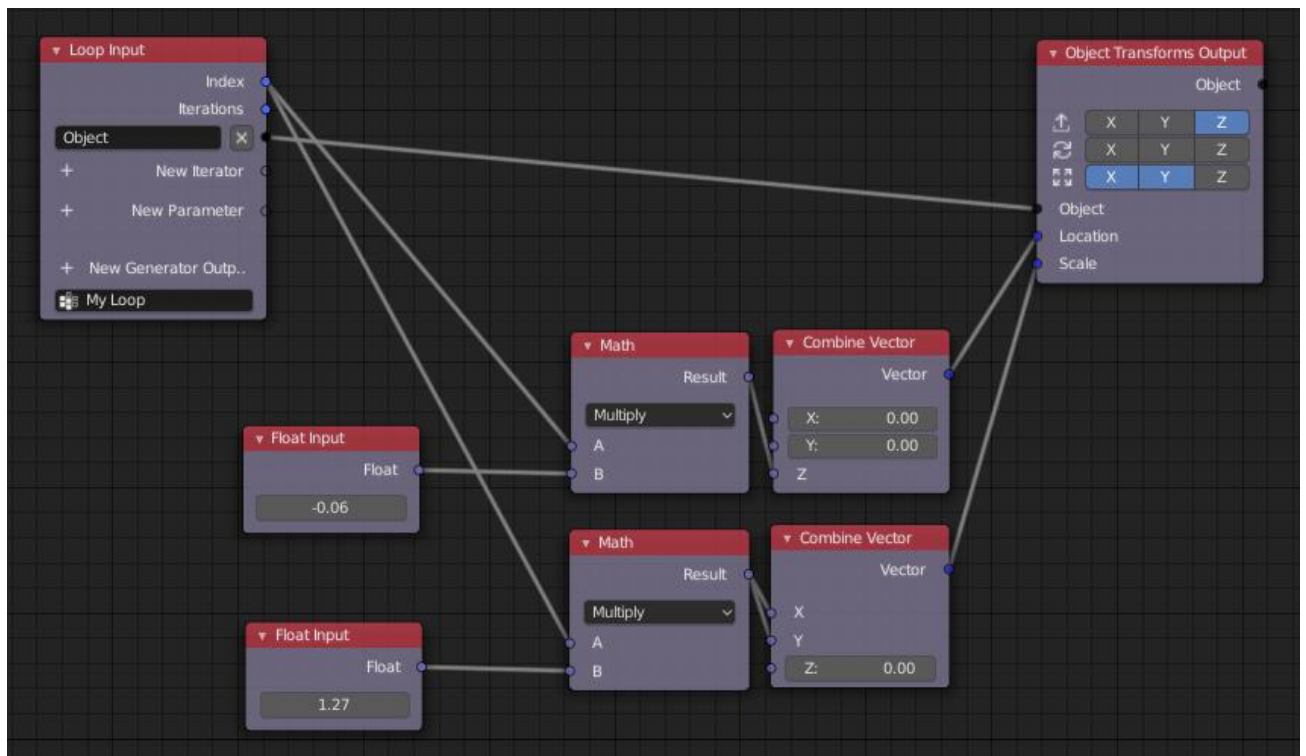 Loop Input
Index
Iterations
Object
New Iterator
New Parameter
New Generator Outp..
My Loop
Object Transforms Output
Object
X Y Z
X Y Z
X Y Z
Object
Location
Scale
Math
Result
Multiply
A
B
Combine Vector
Vector
X: 0.00
Y: 0.00
Z
Float Input
Float
-0.06
Math
Result
Multiply
A
B
Combine Vector
Vector
X
Y
Z: 0.00
Float Input
Float
1.27